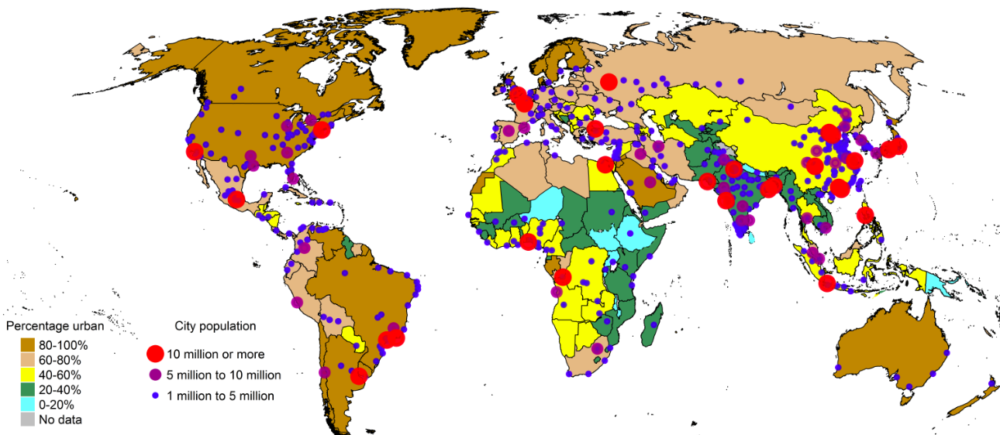 Percentage urban
80-100%
60-80%
40-60%
20-40%
0-20%
No data
City population
10 million or more
5 million to 10 million
1 million to 5 million